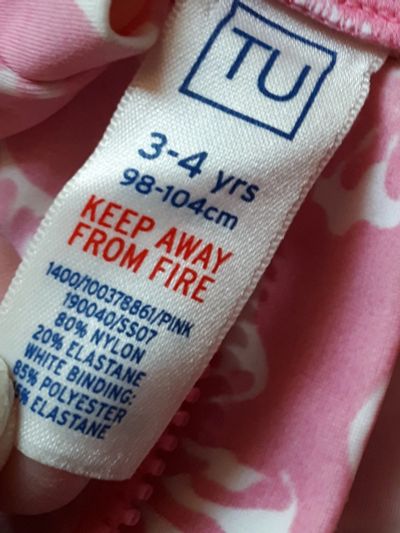 TU
3-4 yrs
98-104cm
KEEP AWAY
FROM FIRE
1400/100378861/PINK
190040/SS07
80% NYLON
20% ELASTANE
WHITE BINDING:
85% POLYESTER
5% ELASTANE